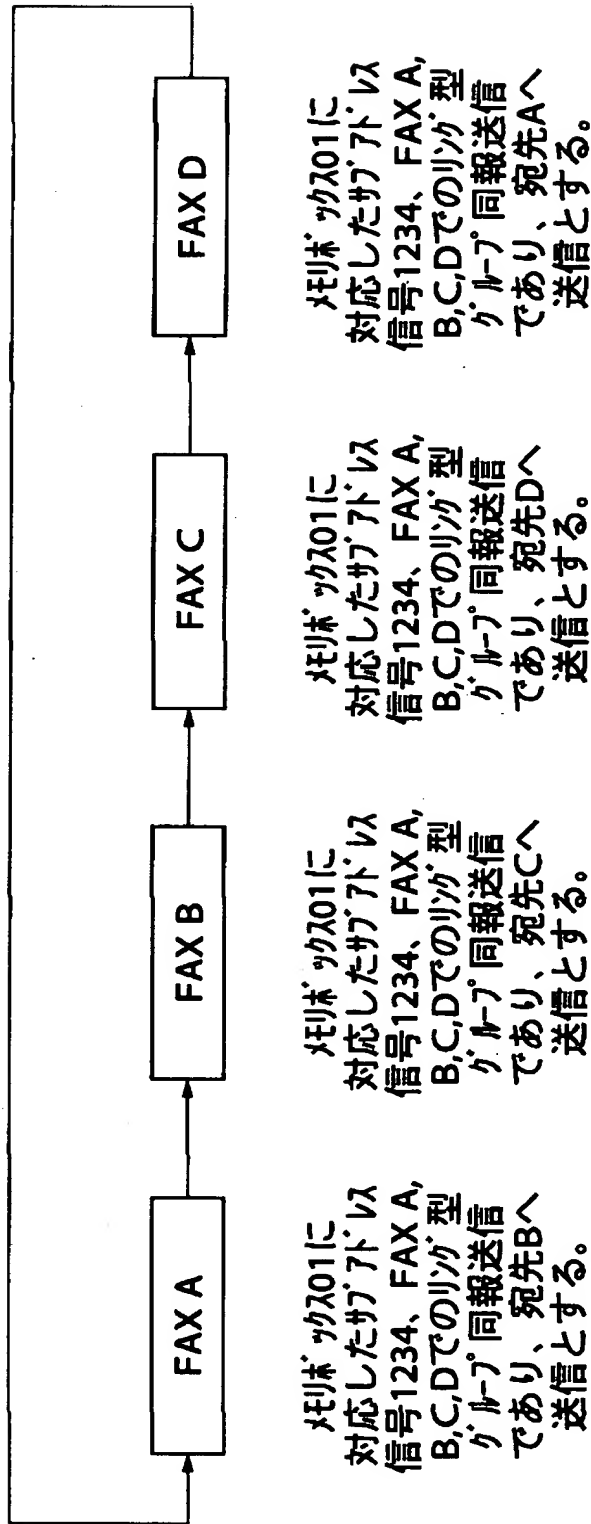 FAX A
FAX B
FAX C
FAX D
ﾒﾓﾘﾎﾞｯｸｽ01に
対応したｻﾌﾞｱﾄﾞﾚｽ
信号1234、FAX A,
B,C,Dでのﾘﾝｸﾞ型
ｸﾞﾙｰﾌﾟ同報送信
であり、宛先Bへ
送信とする。
ﾒﾓﾘﾎﾞｯｸｽ01に
対応したｻﾌﾞｱﾄﾞﾚｽ
信号1234、FAX A,
B,C,Dでのﾘﾝｸﾞ型
ｸﾞﾙｰﾌﾟ同報送信
であり、宛先Cへ
送信とする。
ﾒﾓﾘﾎﾞｯｸｽ01に
対応したｻﾌﾞｱﾄﾞﾚｽ
信号1234、FAX A,
B,C,Dでのﾘﾝｸﾞ型
ｸﾞﾙｰﾌﾟ同報送信
であり、宛先Dへ
送信とする。
ﾒﾓﾘﾎﾞｯｸｽ01に
対応したｻﾌﾞｱﾄﾞﾚｽ
信号1234、FAX A,
B,C,Dでのﾘﾝｸﾞ型
ｸﾞﾙｰﾌﾟ同報送信
であり、宛先Aへ
送信とする。